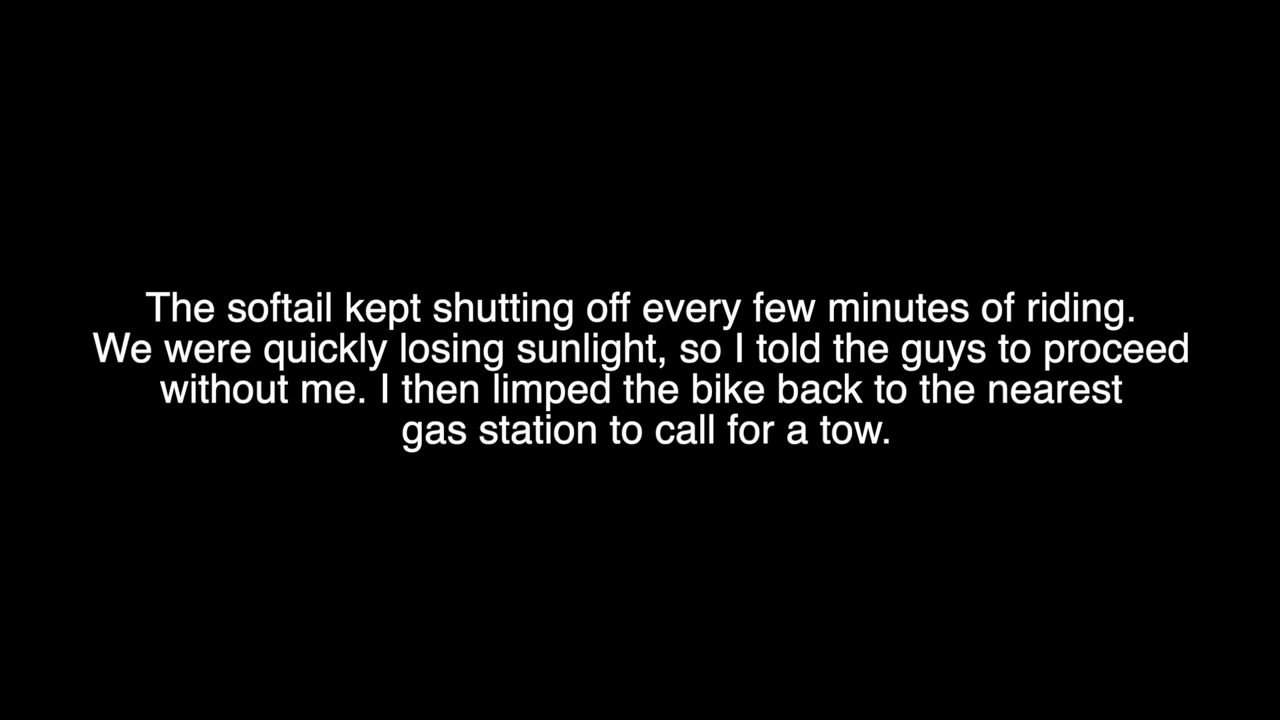 The softail kept shutting off every few minutes of riding.
We were quickly losing sunlight, so I told the guys to proceed
without me. I then limped the bike back to the nearest
gas station to call for a tow.